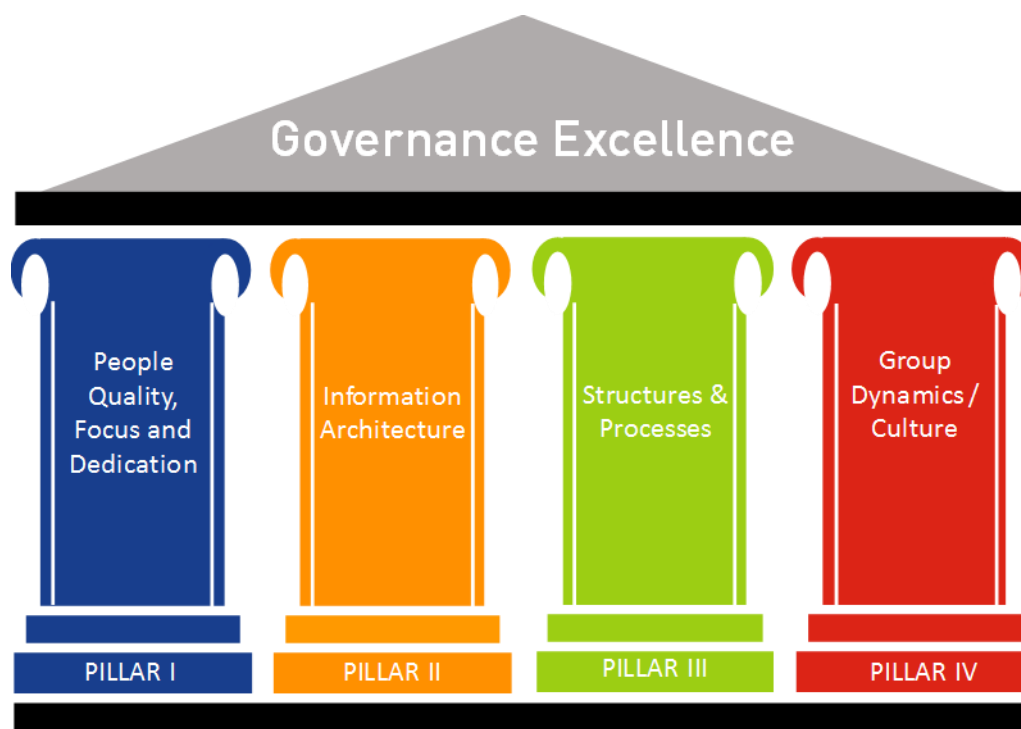 Governance Excellence
People
Quality,
Focus and
Dedication
Information
Architecture
Structures &
Processes
Group
Dynamics /
Culture
PILLAR I
PILLAR II
PILLAR III
PILLAR IV